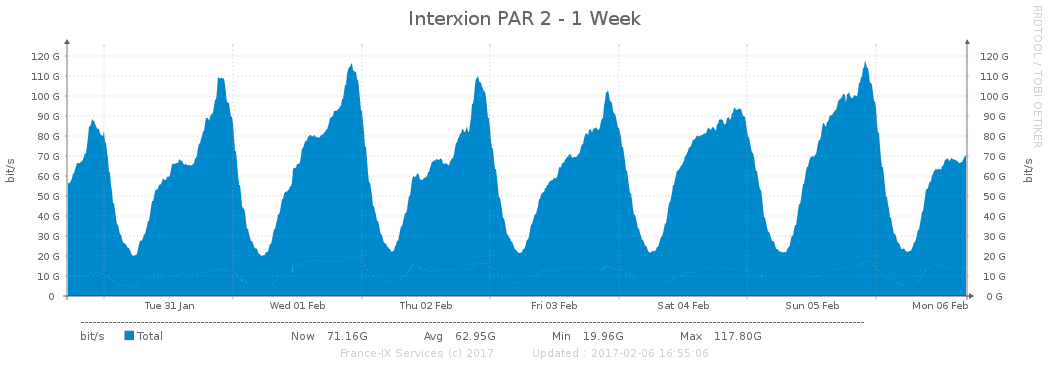 Interxion PAR 2 - 1 Week
RRDTOOL / TOBI OETIKER
bit/s
120 G 120 G
110 G 110 G
100 G 100 G
90 G 90 G
80 G 80 G
70 G 70 G
60 G 60 G
50 G 50 G
40 G 40 G
30 G 30 G
20 G 20 G
10 G 10 G
0 0 G
bit/s
Tue 31 Jan Wed 01 Feb Thu 02 Feb Fri 03 Feb Sat 04 Feb Sun 05 Feb Mon 06 Feb
bit/s Total Now 71.16G Avg 62.95G Min 19.96G Max 117.80G
France-IX Services (c) 2017 Updated : 2017-02-06 16:55:06